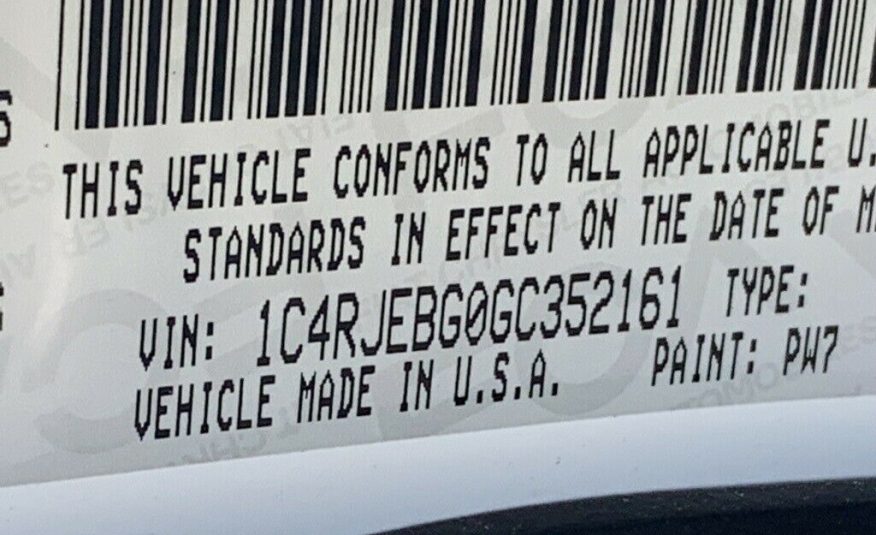 THIS VEHICLE CONFORMS TO ALL APPLICABLE U.
STANDARDS IN EFFECT ON THE DATE OF M
VIN: 1C4RJEBG0GC352161 TYPE:
VEHICLE MADE IN U.S.A. PAINT: PW7